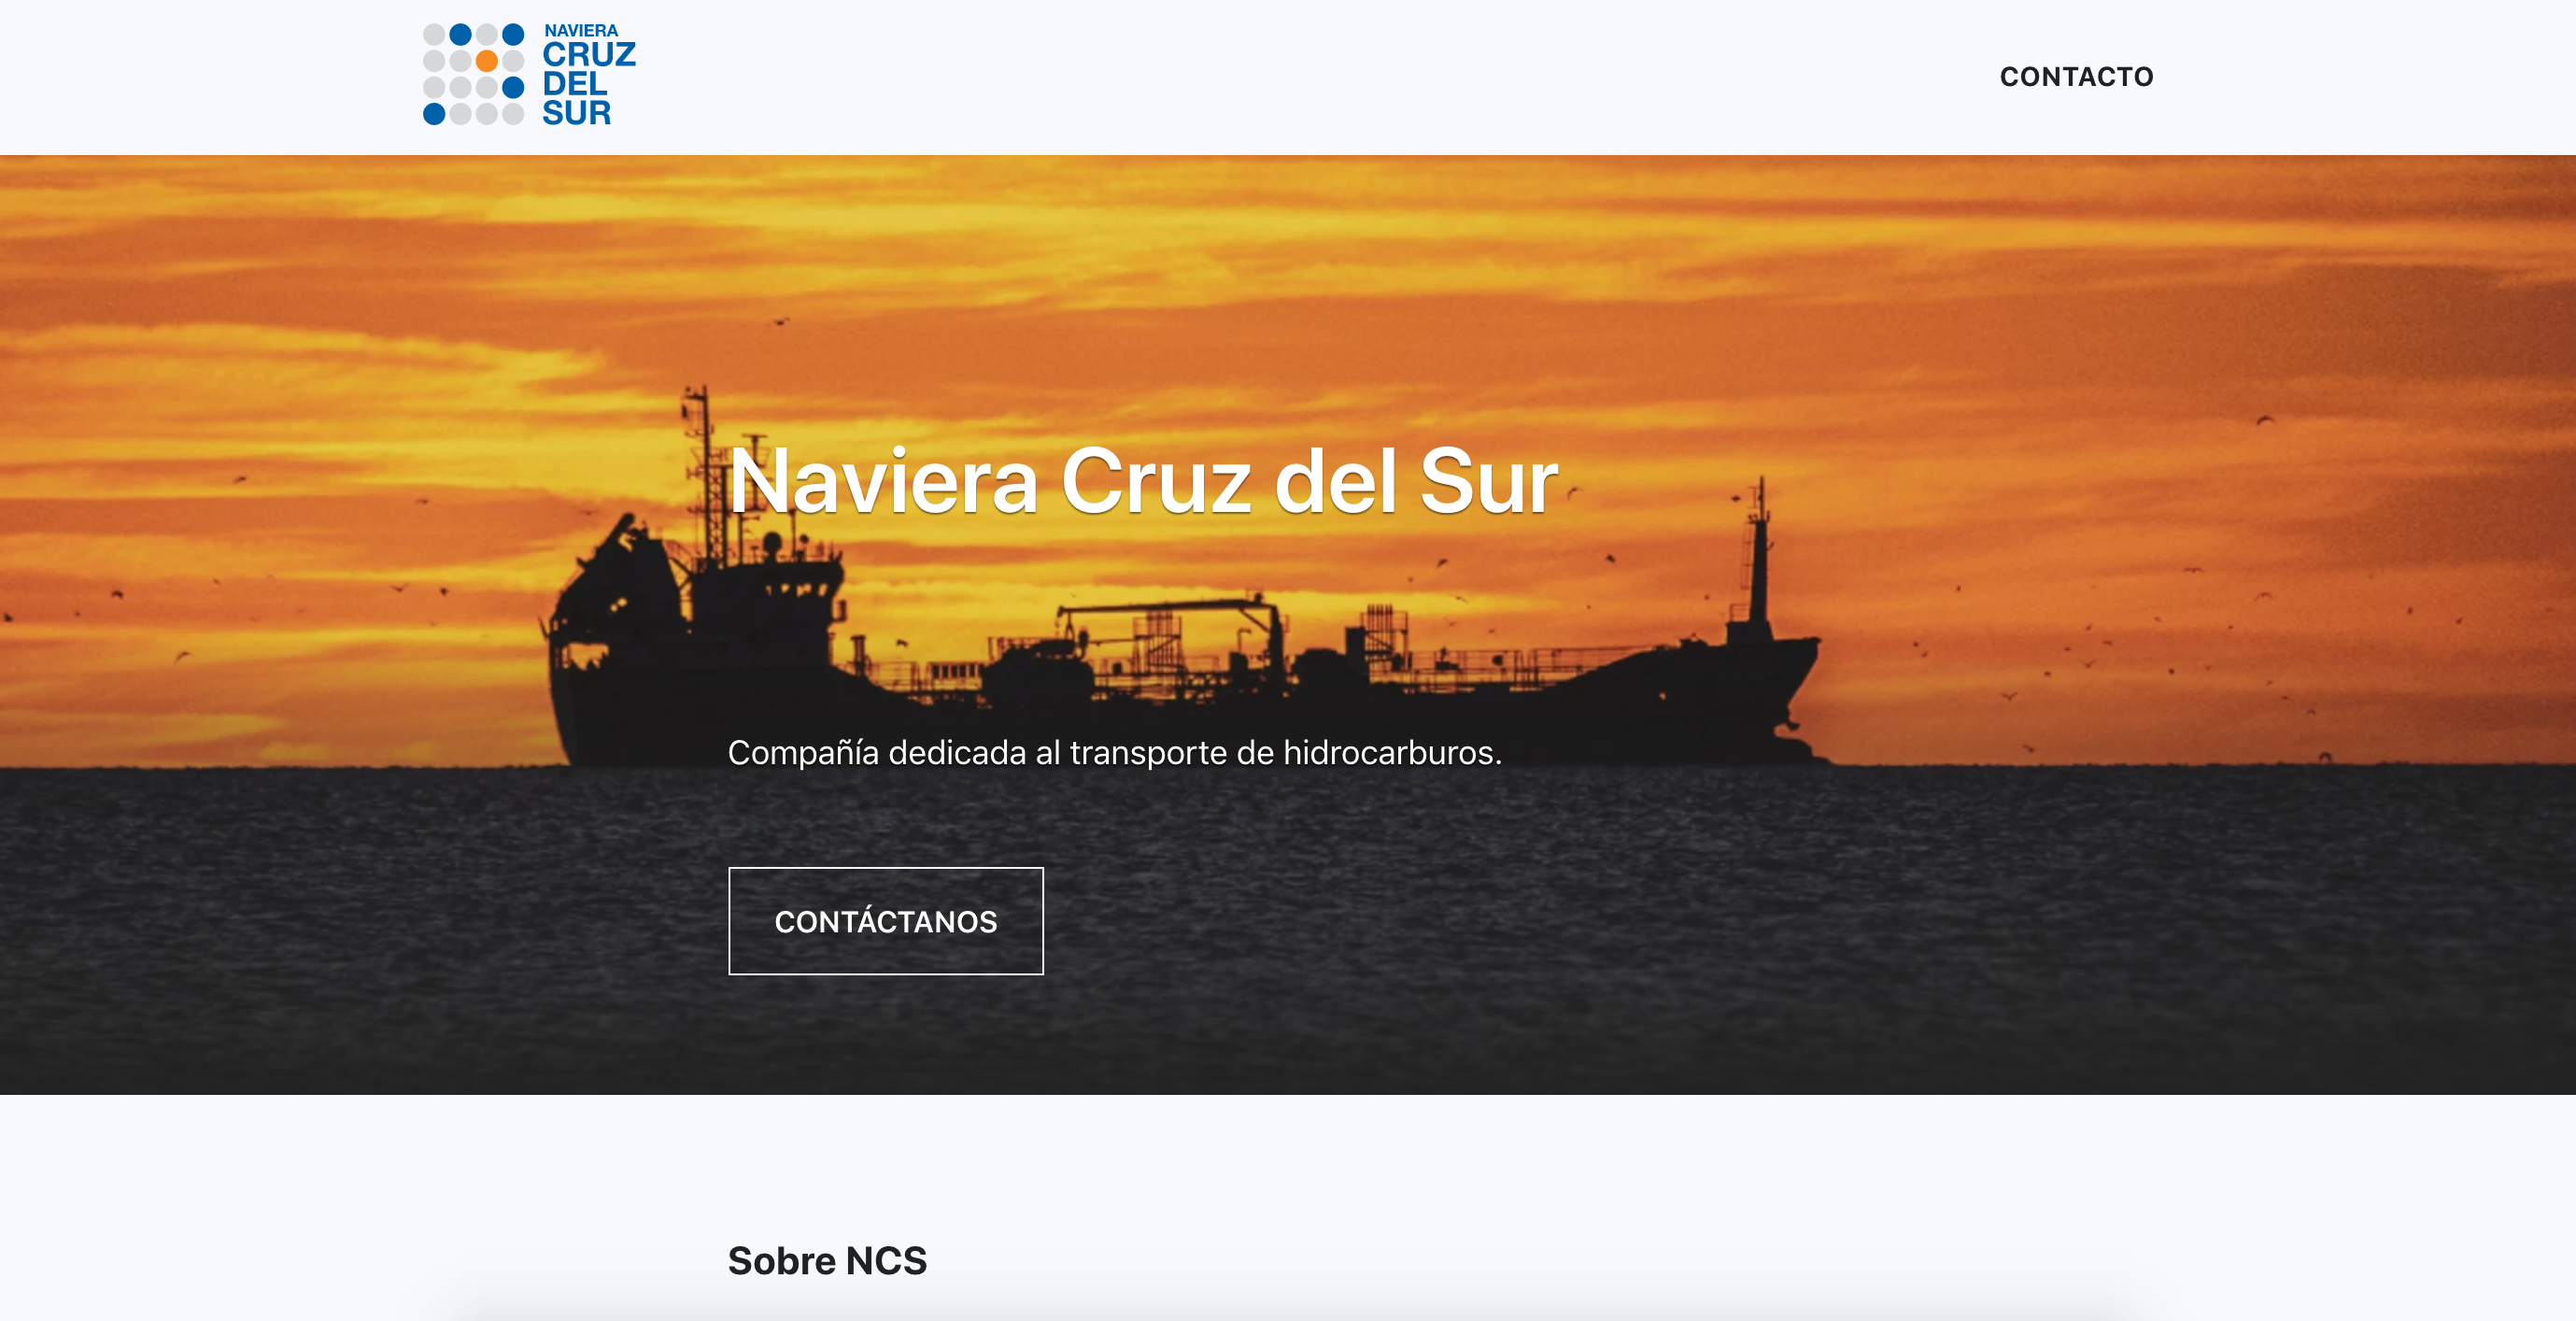 NAVIERA
CRUZ
DEL
SUR
CONTACTO
Naviera Cruz del Sur
Compañía dedicada al transporte de hidrocarburos.
CONTÁCTANOS
Sobre NCS